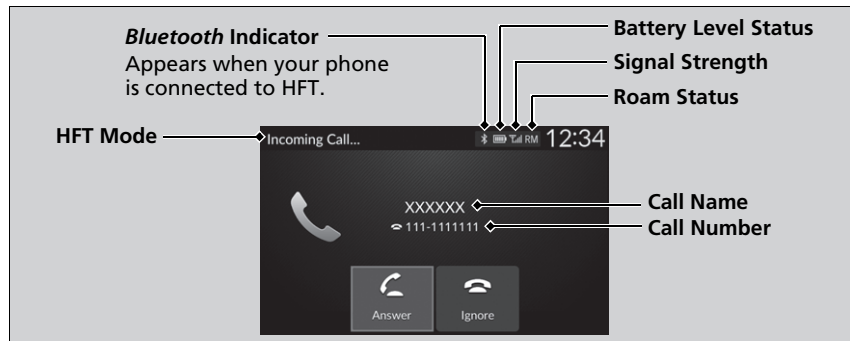 Bluetooth Indicator
Appears when your phone
is connected to HFT.
Battery Level Status
Signal Strength
Roam Status
HFT Mode
Incoming Call...
RM 12:34
XXXXXX
111-1111111
Call Name
Call Number
Answer
Ignore